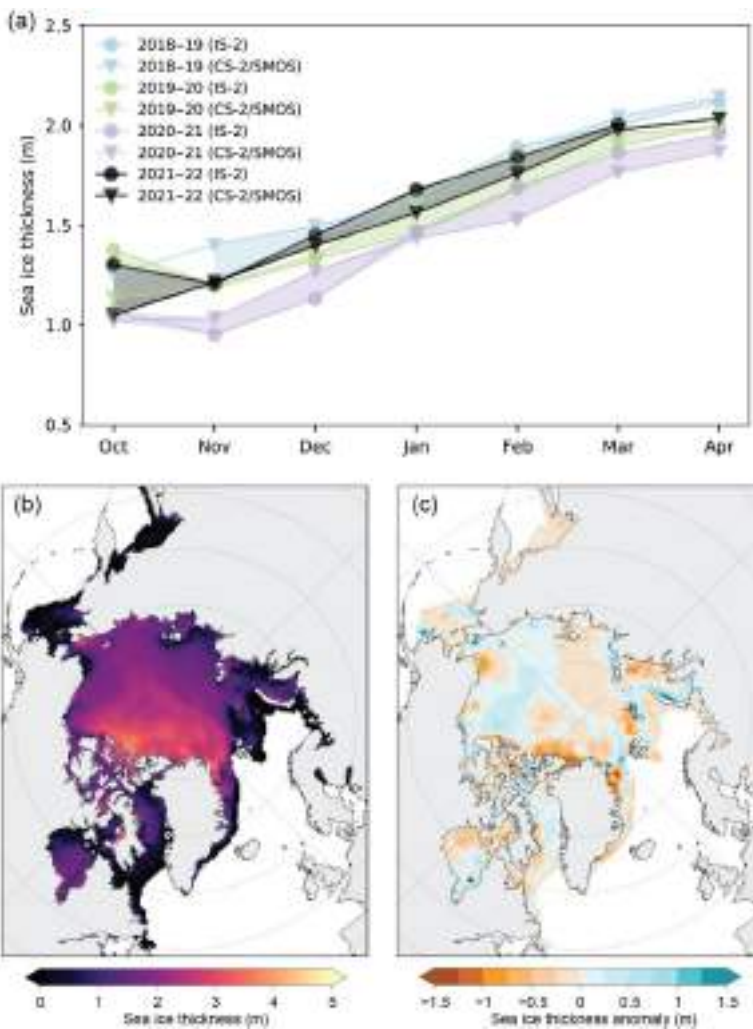 (a)
2.5
2018–19 (IS-2)
2018–19 (CS-2/SMOS)
2019–20 (IS-2)
2019–20 (CS-2/SMOS)
2020–21 (IS-2)
2020–21 (CS-2/SMOS)
2021–22 (IS-2)
2021–22 (CS-2/SMOS)
2.0
1.5
1.0
0.5
Sea ice thickness (m)
Oct Nov Dec Jan Feb Mar Apr
(b) (c)
0 1 2 3 4 5
Sea ice thickness (m)
>1.5 −1 −0.5 0 0.5 1 1.5
Sea ice thickness anomaly (m)